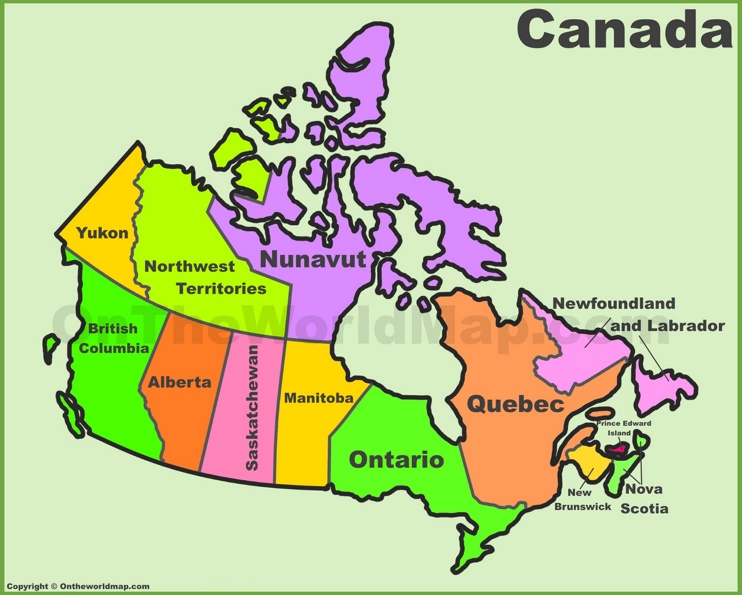 Canada
Yukon
Northwest
Territories
Nunavut
OnTheWorldMap.com
British
Columbia
Alberta
Saskatchewan
Manitoba
Ontario
Quebec
Newfoundland
and Labrador
Prince Edward
Island
New
Brunswick
Nova
Scotia
Copyright © Ontheworldmap.com